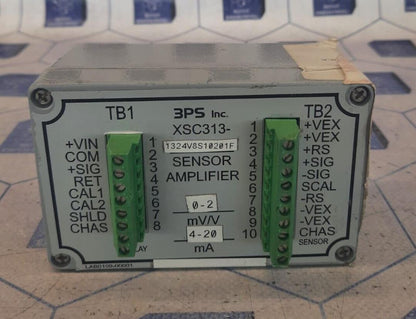 TB1
3PS Inc.
TB2
XSC313-
1324V8S10201F
SENSOR
AMPLIFIER
0-2
mV/V
4-20
mA
+VIN
COM
+SIG
RET
CAL1
CAL2
SHLD
CHAS
1
2
3
4
5
6
7
8
1
2
3
4
5
6
7
8
9
10
+VEX
+VEX
+RS
+SIG
-SIG
SCAL
-RS
-VEX
-VEX
CHAS
SENSOR